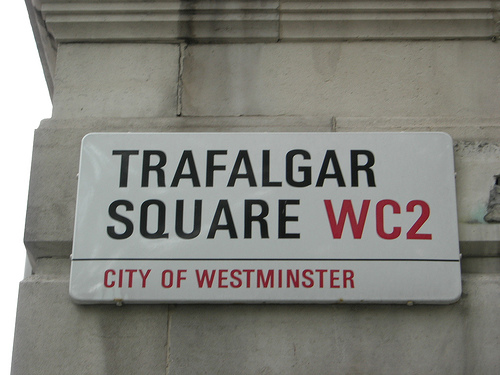 TRAFALGAR
SQUARE WC2
CITY OF WESTMINSTER